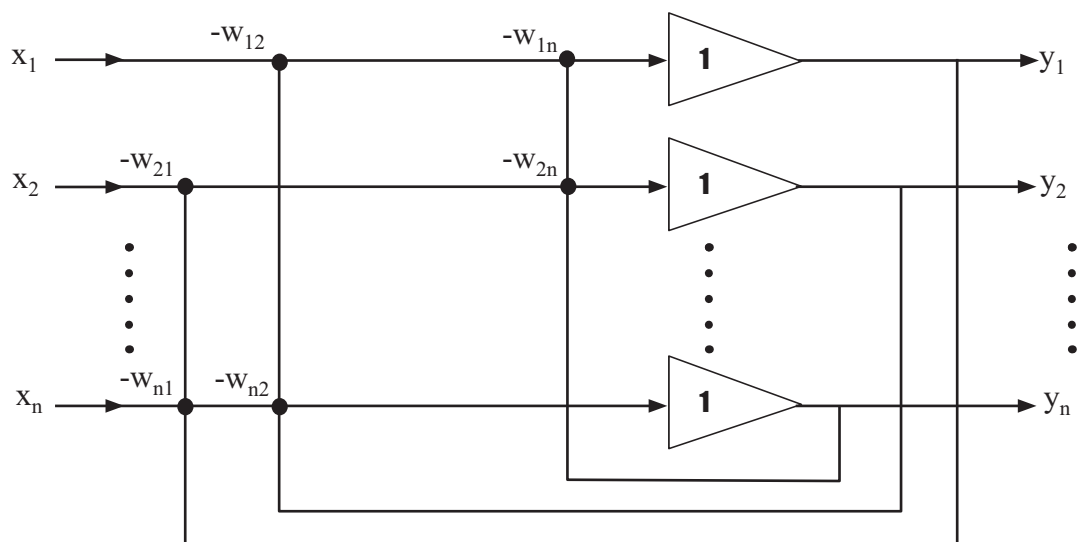 -w₁₂ -w₁ₙ
x₁ 1 y₁
-w₂₁ -w₂ₙ
x₂ 1 y₂
-wₙ₁ -wₙ₂
xₙ 1 yₙ